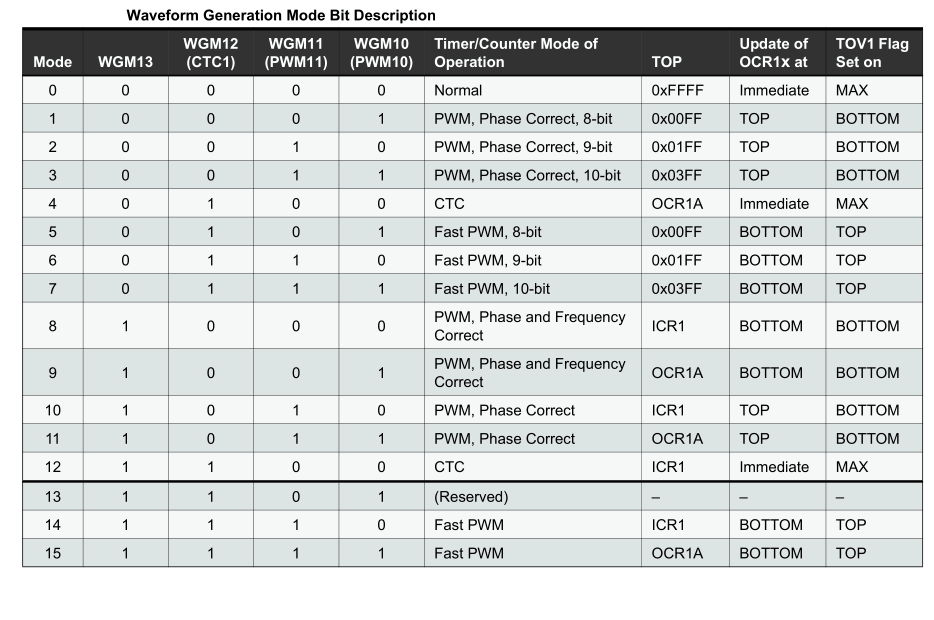 Waveform Generation Mode Bit Description
Mode WGM13 WGM12 (CTC1) WGM11 (PWM11) WGM10 (PWM10) Timer/Counter Mode of Operation TOP Update of OCR1x at TOV1 Flag Set on
0 0 0 0 0 Normal 0xFFFF Immediate MAX
1 0 0 0 1 PWM, Phase Correct, 8-bit 0x00FF TOP BOTTOM
2 0 0 1 0 PWM, Phase Correct, 9-bit 0x01FF TOP BOTTOM
3 0 0 1 1 PWM, Phase Correct, 10-bit 0x03FF TOP BOTTOM
4 0 1 0 0 CTC OCR1A Immediate MAX
5 0 1 0 1 Fast PWM, 8-bit 0x00FF BOTTOM TOP
6 0 1 1 0 Fast PWM, 9-bit 0x01FF BOTTOM TOP
7 0 1 1 1 Fast PWM, 10-bit 0x03FF BOTTOM TOP
8 1 0 0 0 PWM, Phase and Frequency Correct ICR1 BOTTOM BOTTOM
9 1 0 0 1 PWM, Phase and Frequency Correct OCR1A BOTTOM BOTTOM
10 1 0 1 0 PWM, Phase Correct ICR1 TOP BOTTOM
11 1 0 1 1 PWM, Phase Correct OCR1A TOP BOTTOM
12 1 1 0 0 CTC ICR1 Immediate MAX
13 1 1 0 1 (Reserved) – – –
14 1 1 1 0 Fast PWM ICR1 BOTTOM TOP
15 1 1 1 1 Fast PWM OCR1A BOTTOM TOP